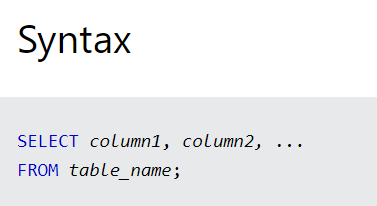 Syntax
SELECT column1, column2, ...
FROM table_name;